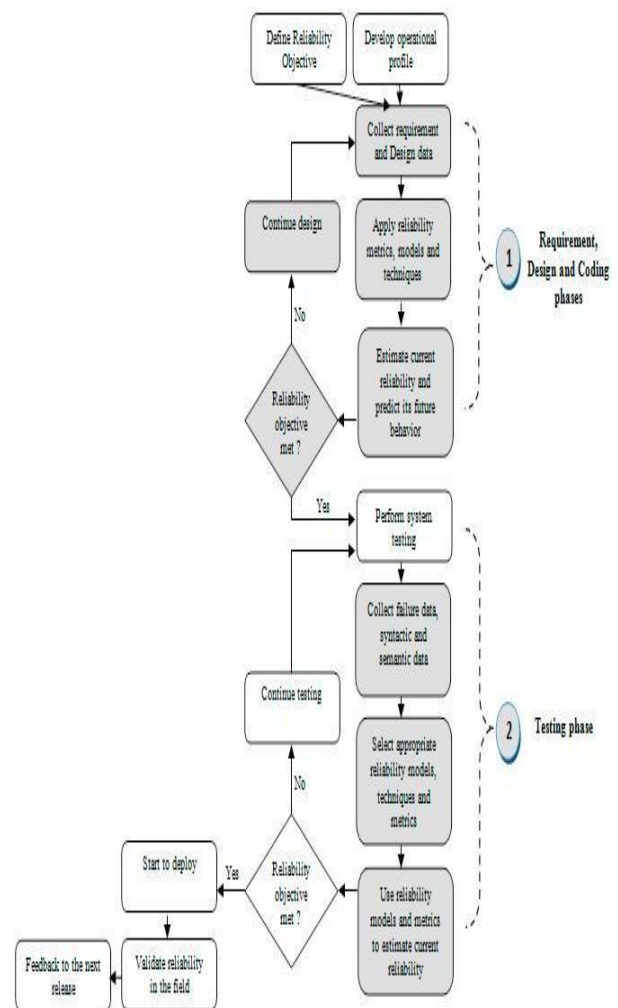 Define Reliability
Objective
Develop operational
profile
Collect requirement
and Design data
Continue design
Apply reliability
metrics, models and
techniques
1
Requirement,
Design and Coding
phases
No
Estimate current
reliability and
predict its future
behavior
Reliability
objective
met ?
Yes
Perform system
testing
Collect failure data,
syntactic and
semantic data
Continue testing
Select appropriate
reliability models,
techniques and
metrics
2
Testing phase
No
Use reliability
models and metrics
to estimate current
reliability
Reliability
objective
met ?
Yes
Start to deploy
Validate reliability
in the field
Feedback to the next
release